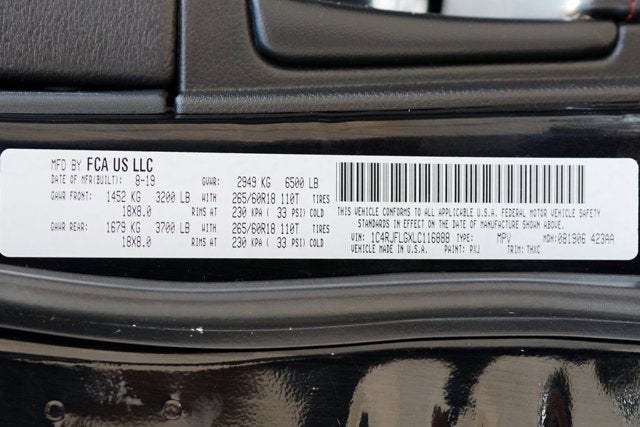 MFD BY FCA US LLC
DATE OF MFR(BUILT): 8-19 GVWR: 2949 KG 6500 LB
GAWR FRONT: 1452 KG 3200 LB WITH 265/60R18 110T TIRES
18X8.0 RIMS AT 230 KPA ( 33 PSI) COLD
GAWR REAR: 1679 KG 3700 LB WITH 265/60R18 110T TIRES
18X8.0 RIMS AT 230 KPA ( 33 PSI) COLD
THIS VEHICLE CONFORMS TO ALL APPLICABLE U.S.A. FEDERAL MOTOR VEHICLE SAFETY
STANDARDS IN EFFECT ON THE DATE OF MANUFACTURE SHOWN ABOVE
VIN: 1C4RJFLGXLC116888 TYPE: MPV MDH: 081906 423AA
VEHICLE MADE IN U.S.A. PAINT: PXJ TRIM: THXC